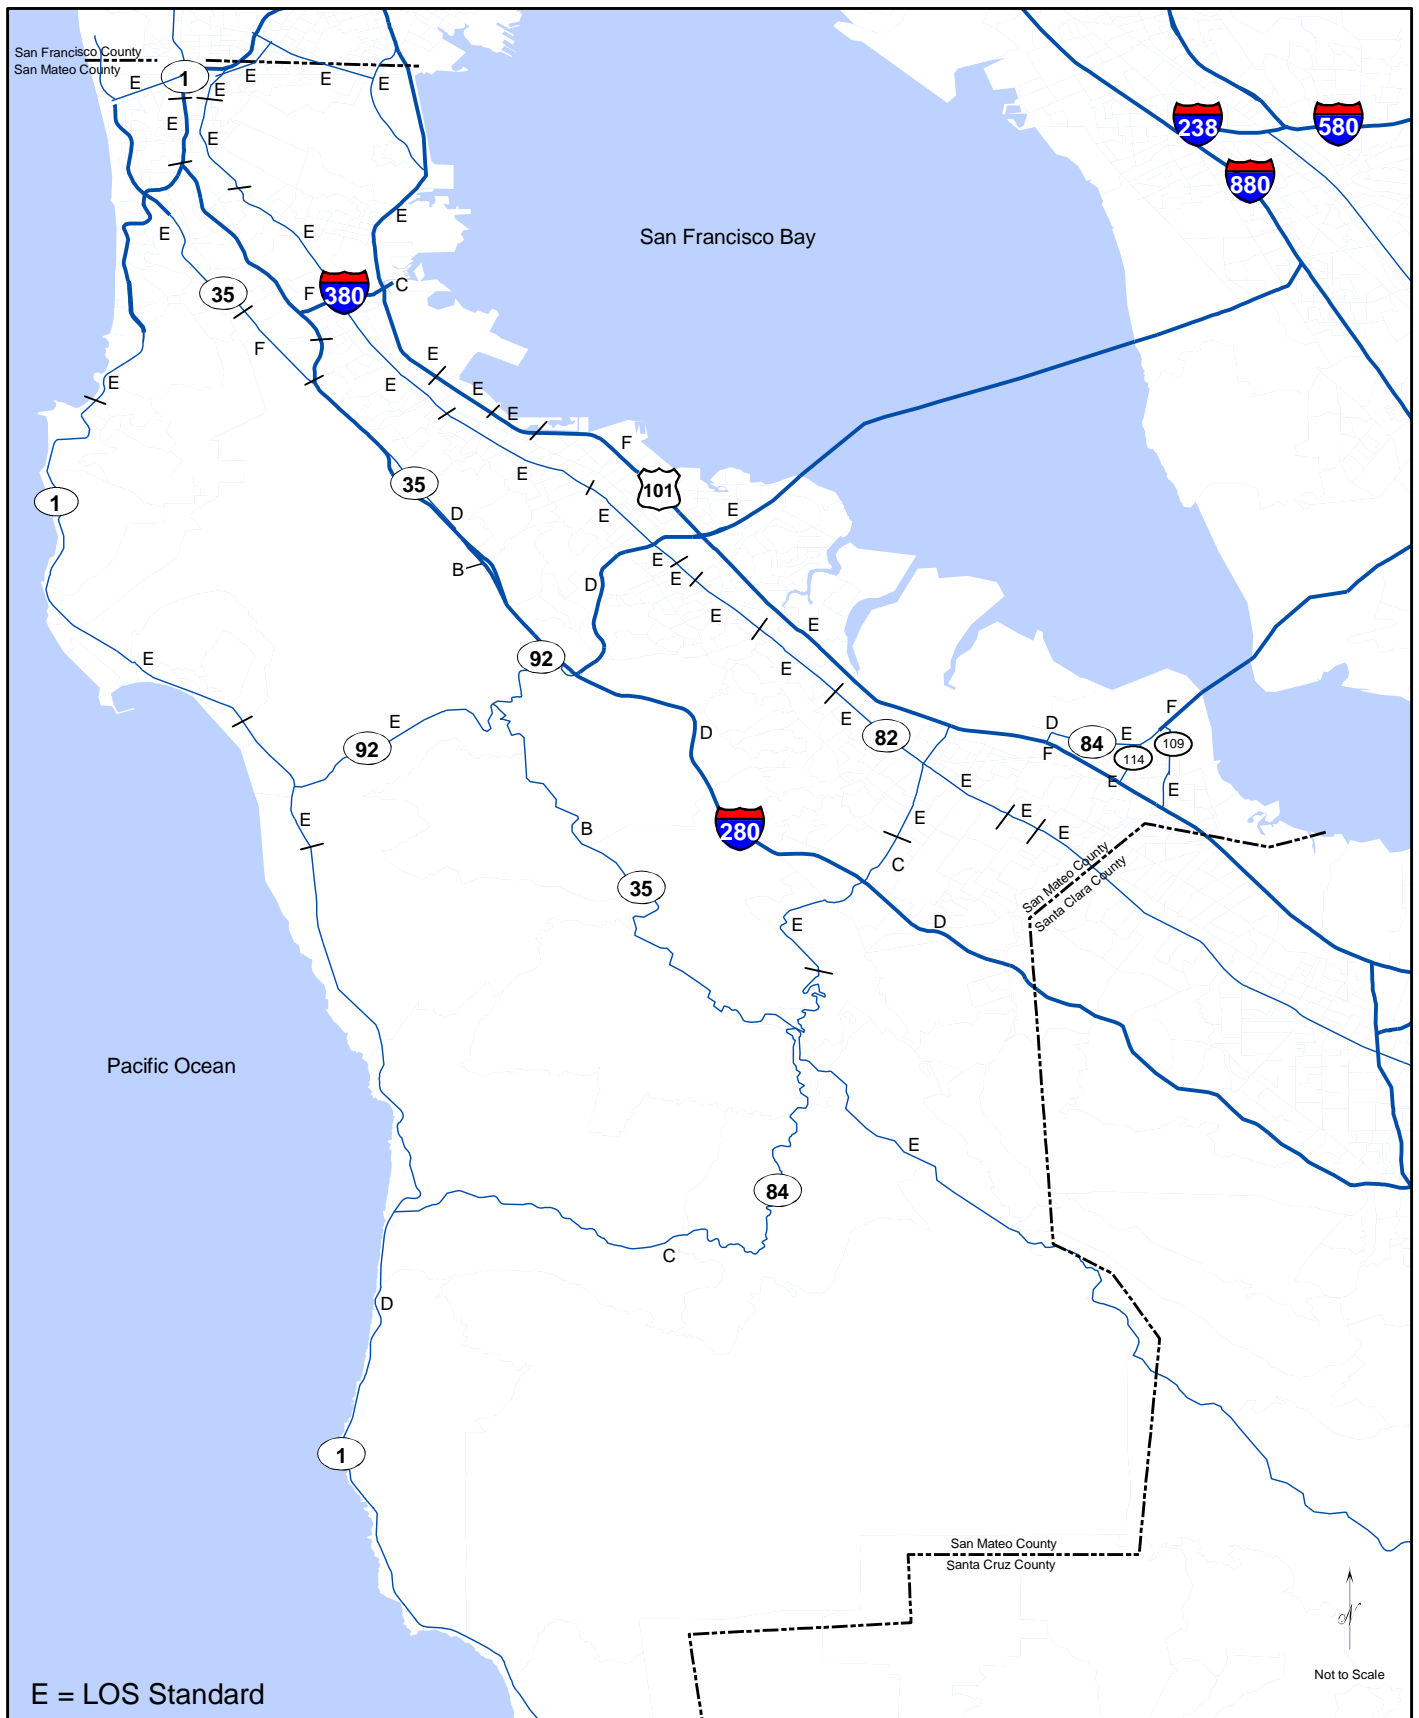 San Francisco County
San Mateo County
E
1
E
E
E
E
E
E
238
580
880
E
E
E
E
San Francisco Bay
35
F
380
C
F
E
E
E
E
E
1
35
E
F
101
D
E
E
B
E
E
D
E
E
E
92
E
E
E
92
E
D
E
82
D
F
84
E
F
109
114
E
E
E
E
E
E
280
B
E
C
35
San Mateo County
Santa Clara County
E
D
Pacific Ocean
E
84
C
D
1
San Mateo County
Santa Cruz County
N
Not to Scale
E = LOS Standard